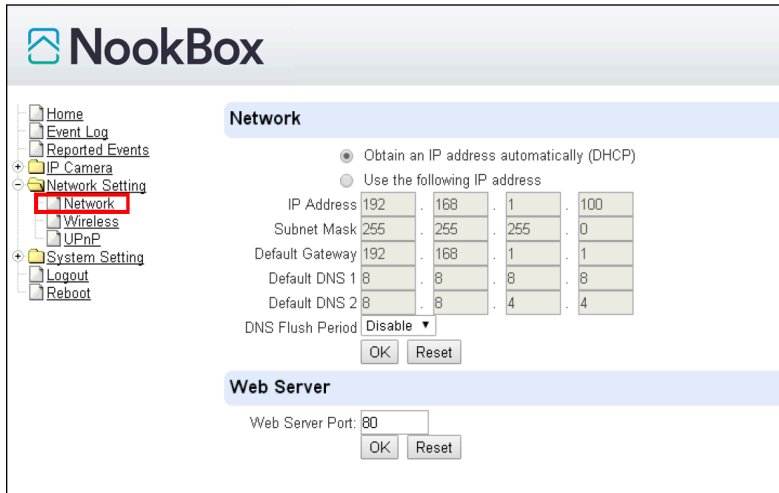 NookBox
Home
Event Log
Reported Events
IP Camera
Network Setting
Network
Wireless
UPnP
System Setting
Logout
Reboot
Network
Obtain an IP address automatically (DHCP)
Use the following IP address
IP Address 192 . 168 . 1 . 100
Subnet Mask 255 . 255 . 255 . 0
Default Gateway 192 . 168 . 1 . 1
Default DNS 1 8 . 8 . 8 . 8
Default DNS 2 8 . 8 . 4 . 4
DNS Flush Period Disable
OK Reset
Web Server
Web Server Port: 80
OK Reset